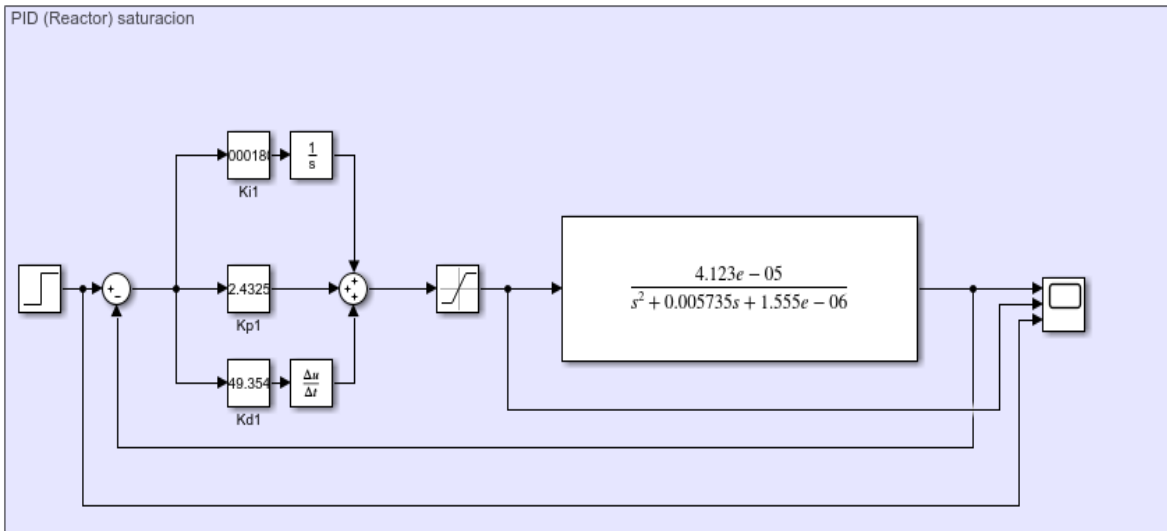 PID (Reactor) saturacion
00018
1
s
Ki1
+
-
2.4325
Kp1
+
+
+
4.123e − 05
s² + 0.005735s + 1.555e − 06
49.354
Δu
Δt
Kd1